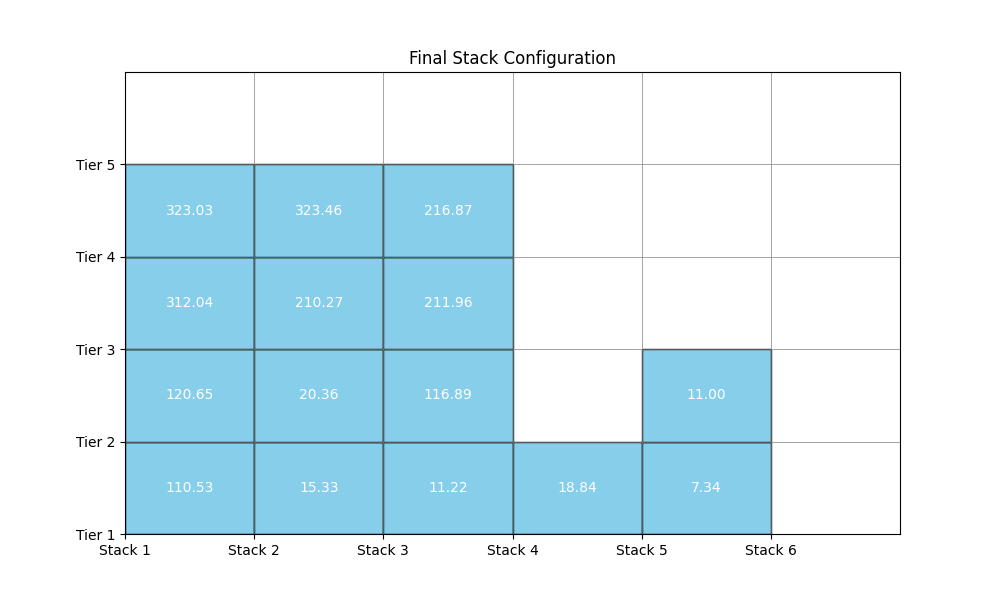 Final Stack Configuration
Tier 5
323.03 323.46 216.87
Tier 4
312.04 210.27 211.96
Tier 3
120.65 20.36 116.89 11.00
Tier 2
110.53 15.33 11.22 18.84 7.34
Tier 1
Stack 1 Stack 2 Stack 3 Stack 4 Stack 5 Stack 6